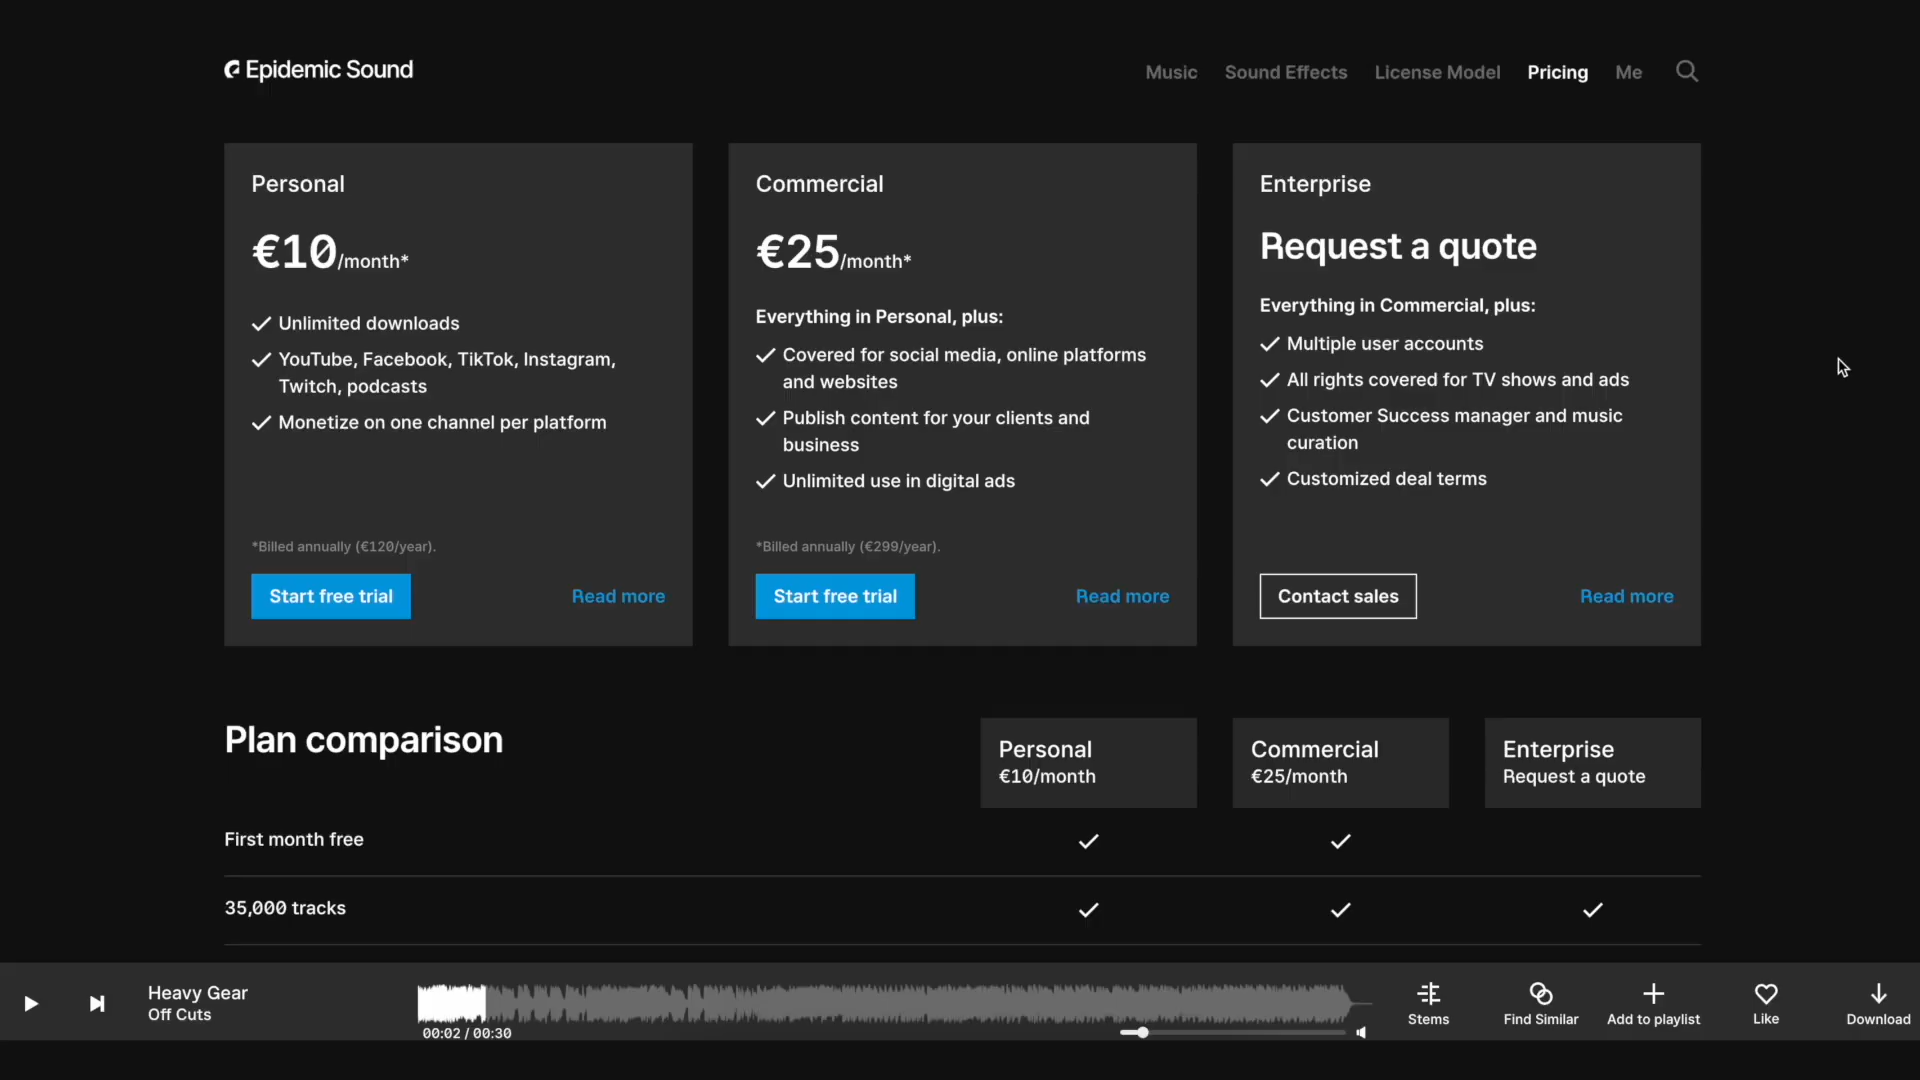 Epidemic Sound
Music Sound Effects License Model Pricing Me
Personal
€10/month*
Unlimited downloads
YouTube, Facebook, TikTok, Instagram,
Twitch, podcasts
Monetize on one channel per platform
*Billed annually (€120/year).
Start free trial
Read more
Commercial
€25/month*
Everything in Personal, plus:
Covered for social media, online platforms
and websites
Publish content for your clients and
business
Unlimited use in digital ads
*Billed annually (€299/year).
Start free trial
Read more
Enterprise
Request a quote
Everything in Commercial, plus:
Multiple user accounts
All rights covered for TV shows and ads
Customer Success manager and music
curation
Customized deal terms
Contact sales
Read more
Plan comparison
Personal
€10/month
Commercial
€25/month
Enterprise
Request a quote
First month free
35,000 tracks
Heavy Gear
Off Cuts
00:02 / 00:30
Stems
Find Similar
Add to playlist
Like
Download